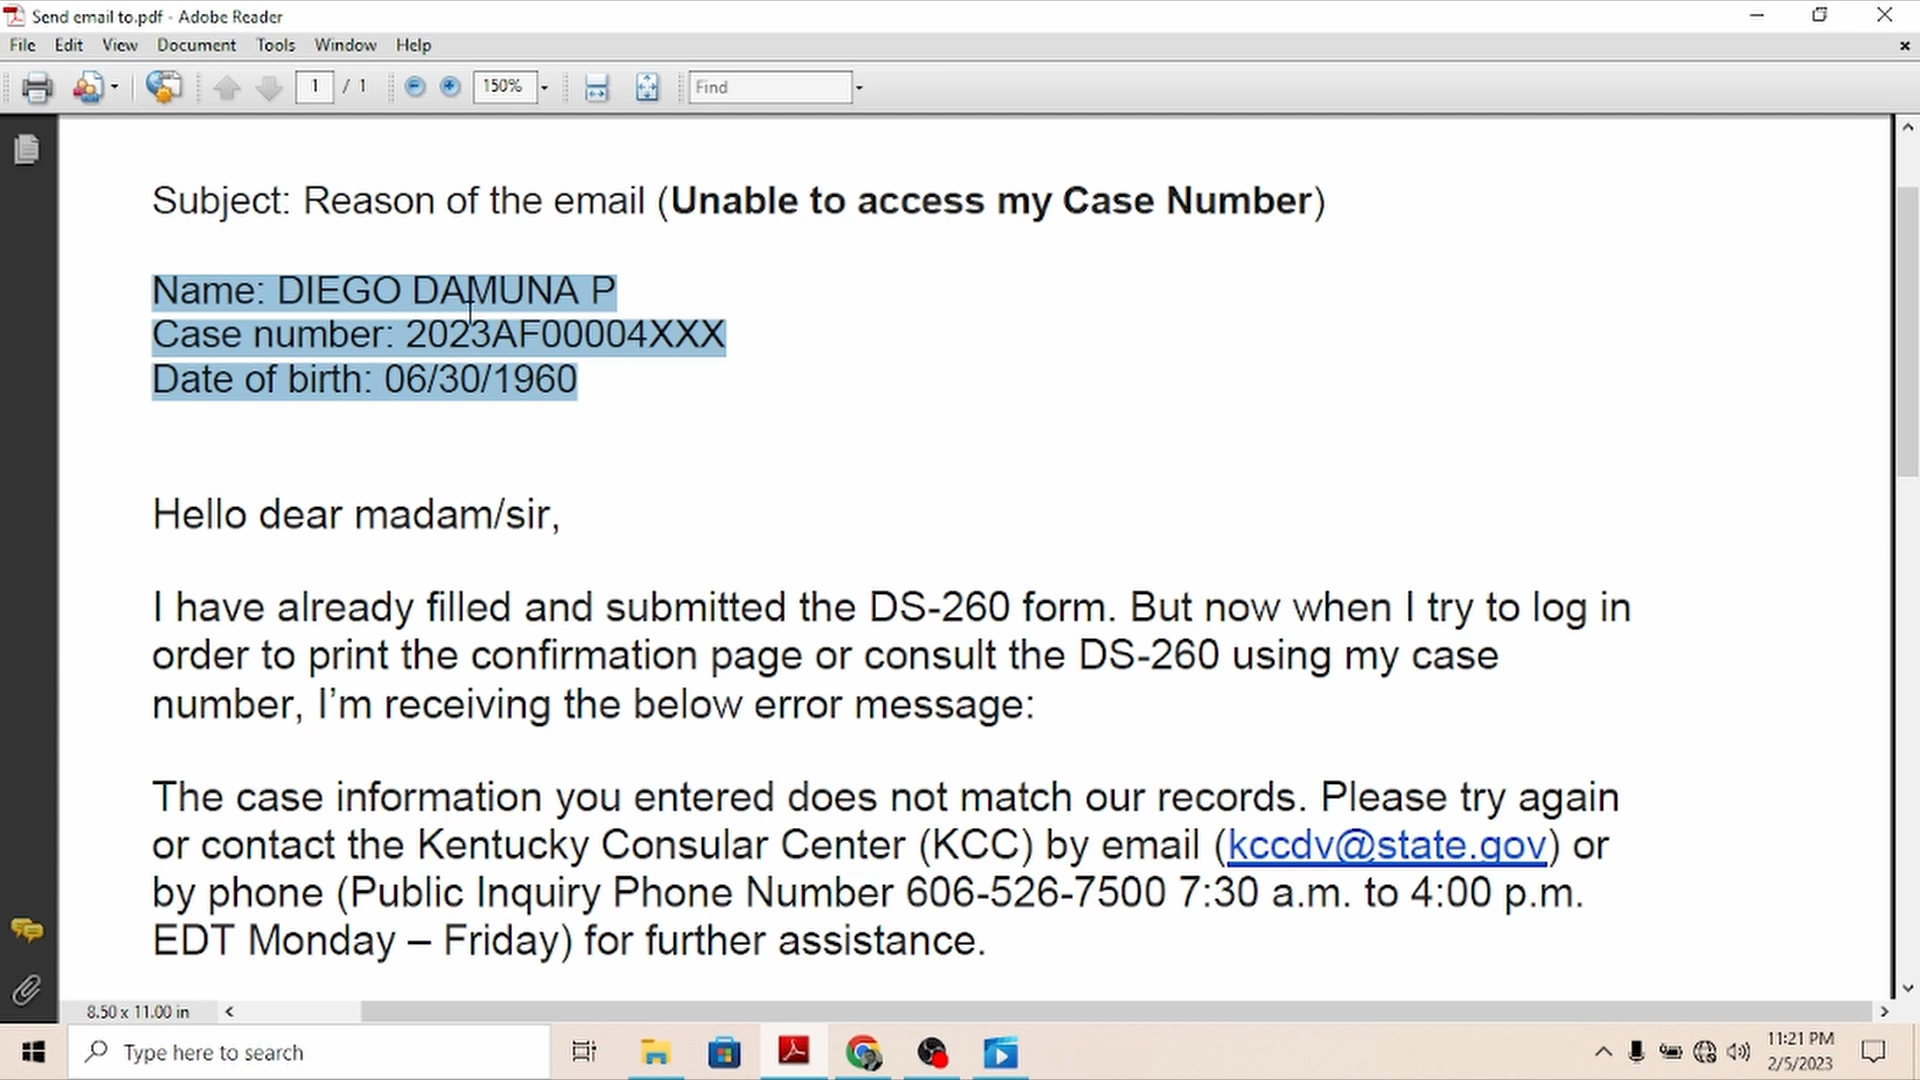 Send email to.pdf - Adobe Reader
File Edit View Document Tools Window Help
1 / 1 150% Find
Subject: Reason of the email (Unable to access my Case Number)
Name: DIEGO DAMUNA P
Case number: 2023AF00004XXX
Date of birth: 06/30/1960
Hello dear madam/sir,
I have already filled and submitted the DS-260 form. But now when I try to log in
order to print the confirmation page or consult the DS-260 using my case
number, I’m receiving the below error message:
The case information you entered does not match our records. Please try again
or contact the Kentucky Consular Center (KCC) by email (kccdv@state.gov) or
by phone (Public Inquiry Phone Number 606-526-7500 7:30 a.m. to 4:00 p.m.
EDT Monday – Friday) for further assistance.
8.50 x 11.00 in
Type here to search
11:21 PM
2/5/2023